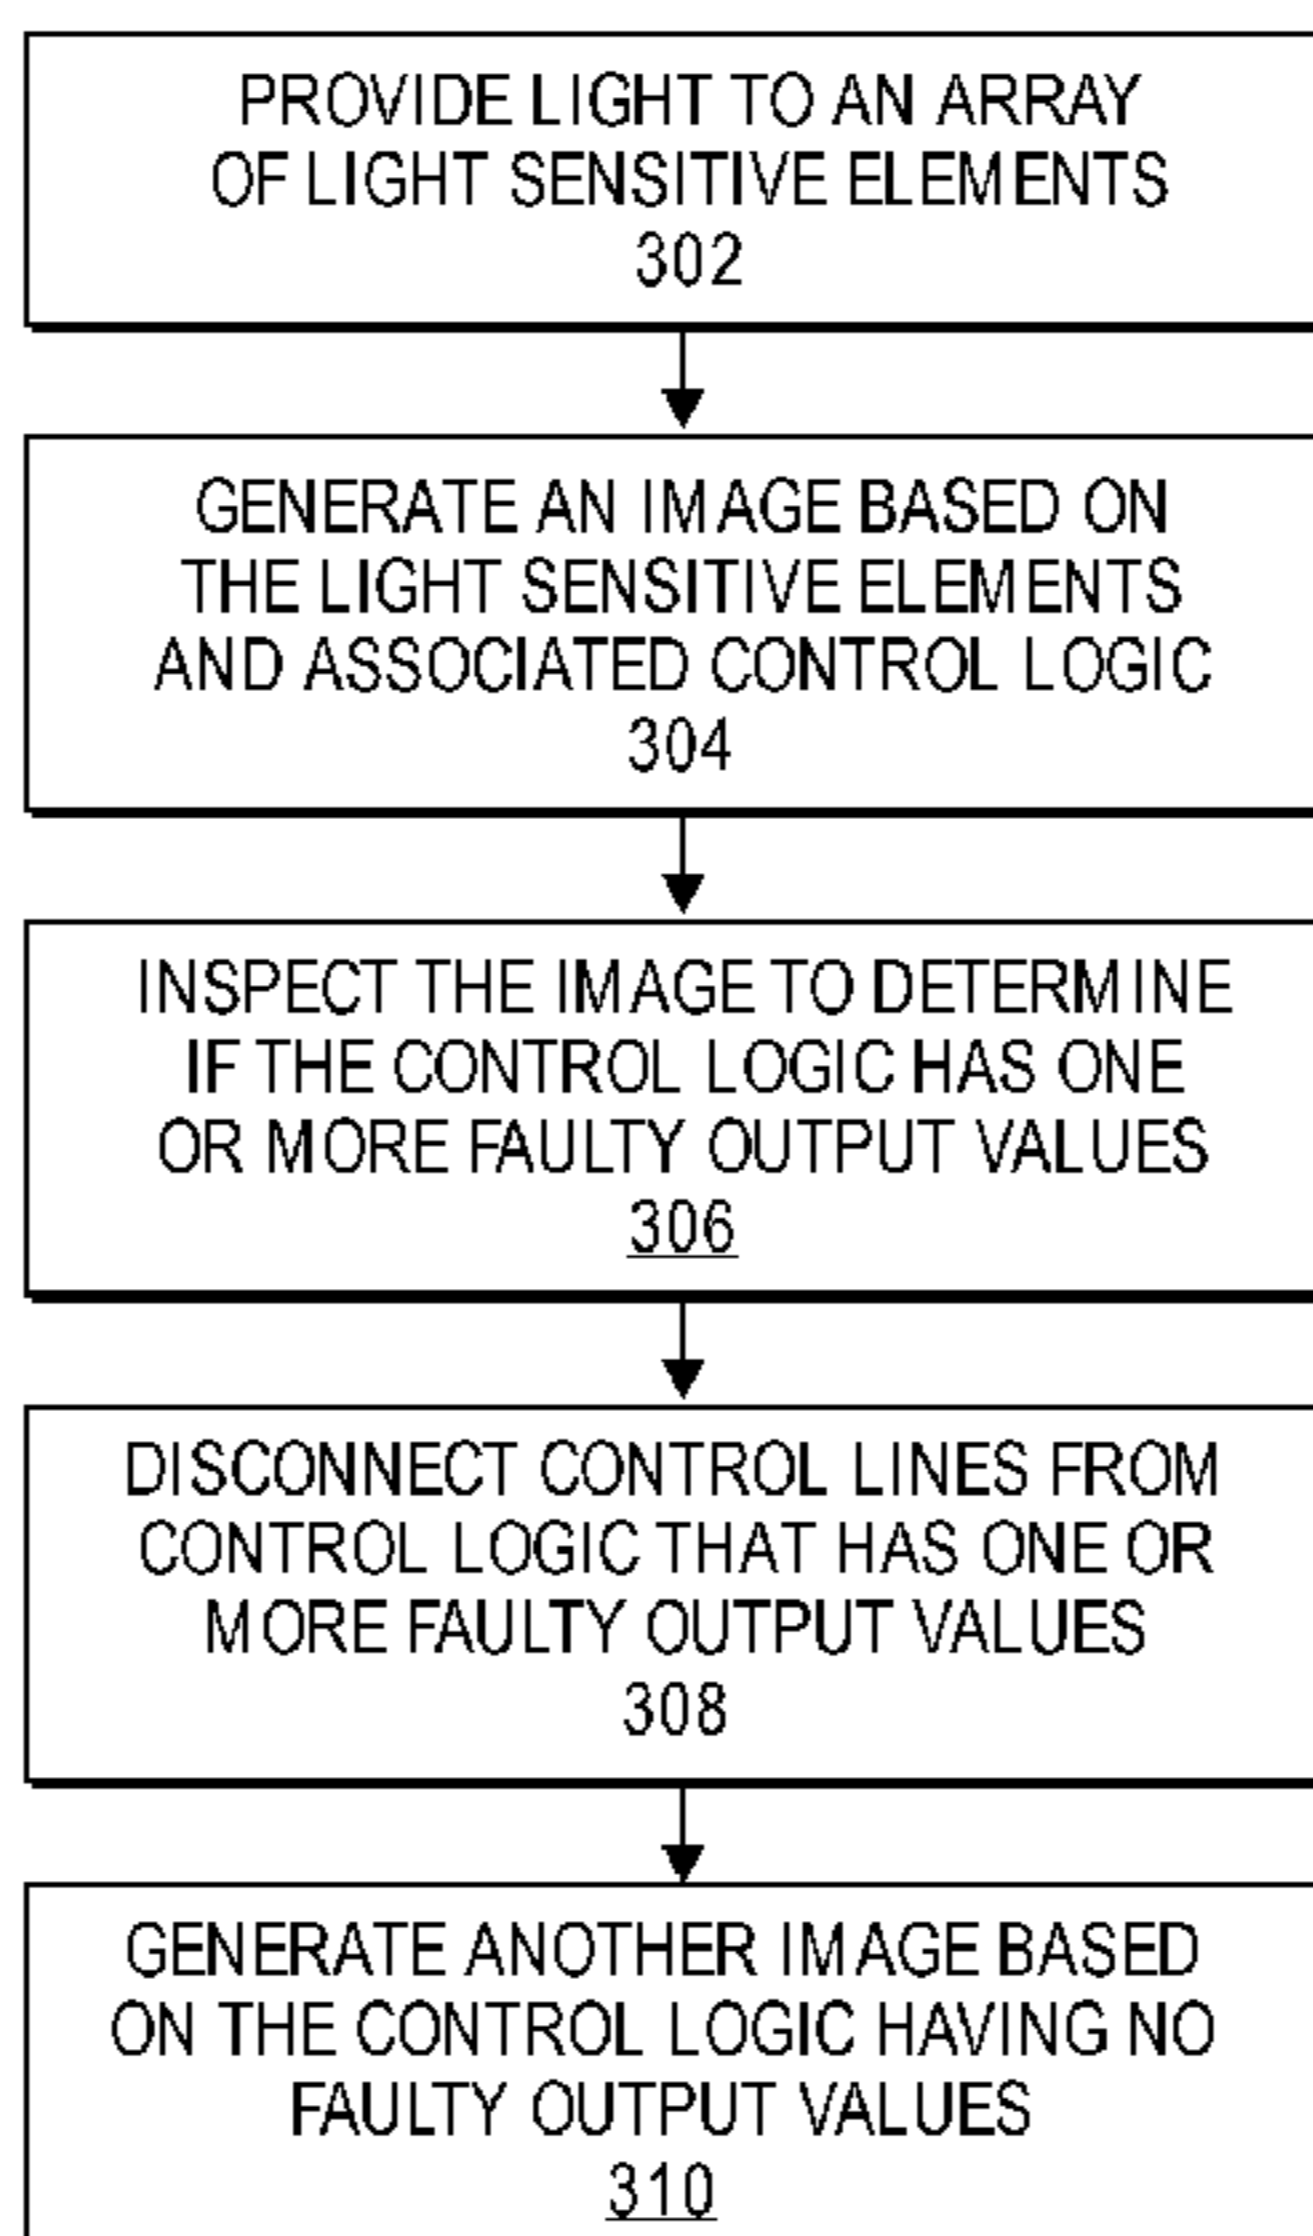 PROVIDE LIGHT TO AN ARRAY
OF LIGHT SENSITIVE ELEMENTS
302
GENERATE AN IMAGE BASED ON
THE LIGHT SENSITIVE ELEMENTS
AND ASSOCIATED CONTROL LOGIC
304
INSPECT THE IMAGE TO DETERMINE
IF THE CONTROL LOGIC HAS ONE
OR MORE FAULTY OUTPUT VALUES
306
DISCONNECT CONTROL LINES FROM
CONTROL LOGIC THAT HAS ONE OR
MORE FAULTY OUTPUT VALUES
308
GENERATE ANOTHER IMAGE BASED
ON THE CONTROL LOGIC HAVING NO
FAULTY OUTPUT VALUES
310